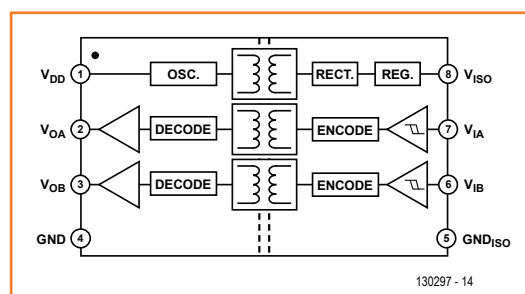 VDD 1 OSC. RECT. REG. 8 VISO
VOA 2 DECODE ENCODE 7 VIA
VOB 3 DECODE ENCODE 6 VIB
GND 4 5 GNDISO
130297 - 14